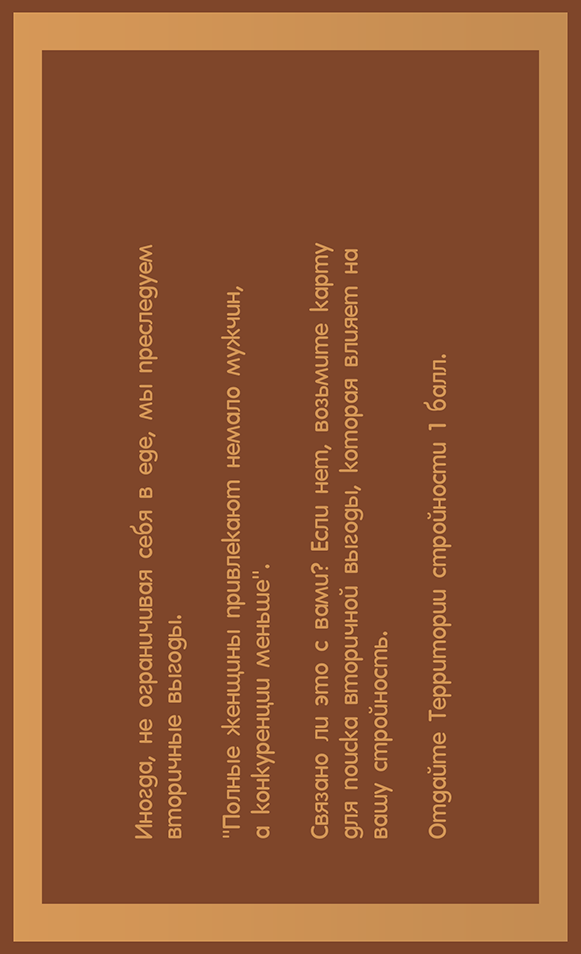 Иногда, не ограничивая себя в еде, мы преследуем
вторичные выгоды.
"Полные женщины привлекают немало мужчин,
а конкуренции меньше".
Связано ли это с вами? Если нет, возьмите карту
для поиска вторичной выгоды, которая влияет на
вашу стройность.
Отдайте Территории стройности 1 балл.